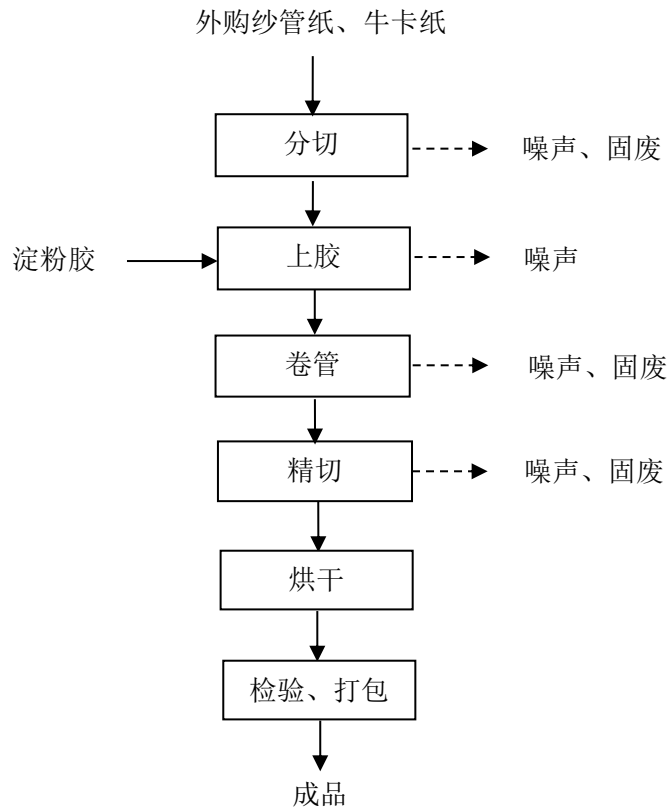 外购纱管纸、牛卡纸
分切
噪声、固废
淀粉胶
上胶
噪声
卷管
噪声、固废
精切
噪声、固废
烘干
检验、打包
成品